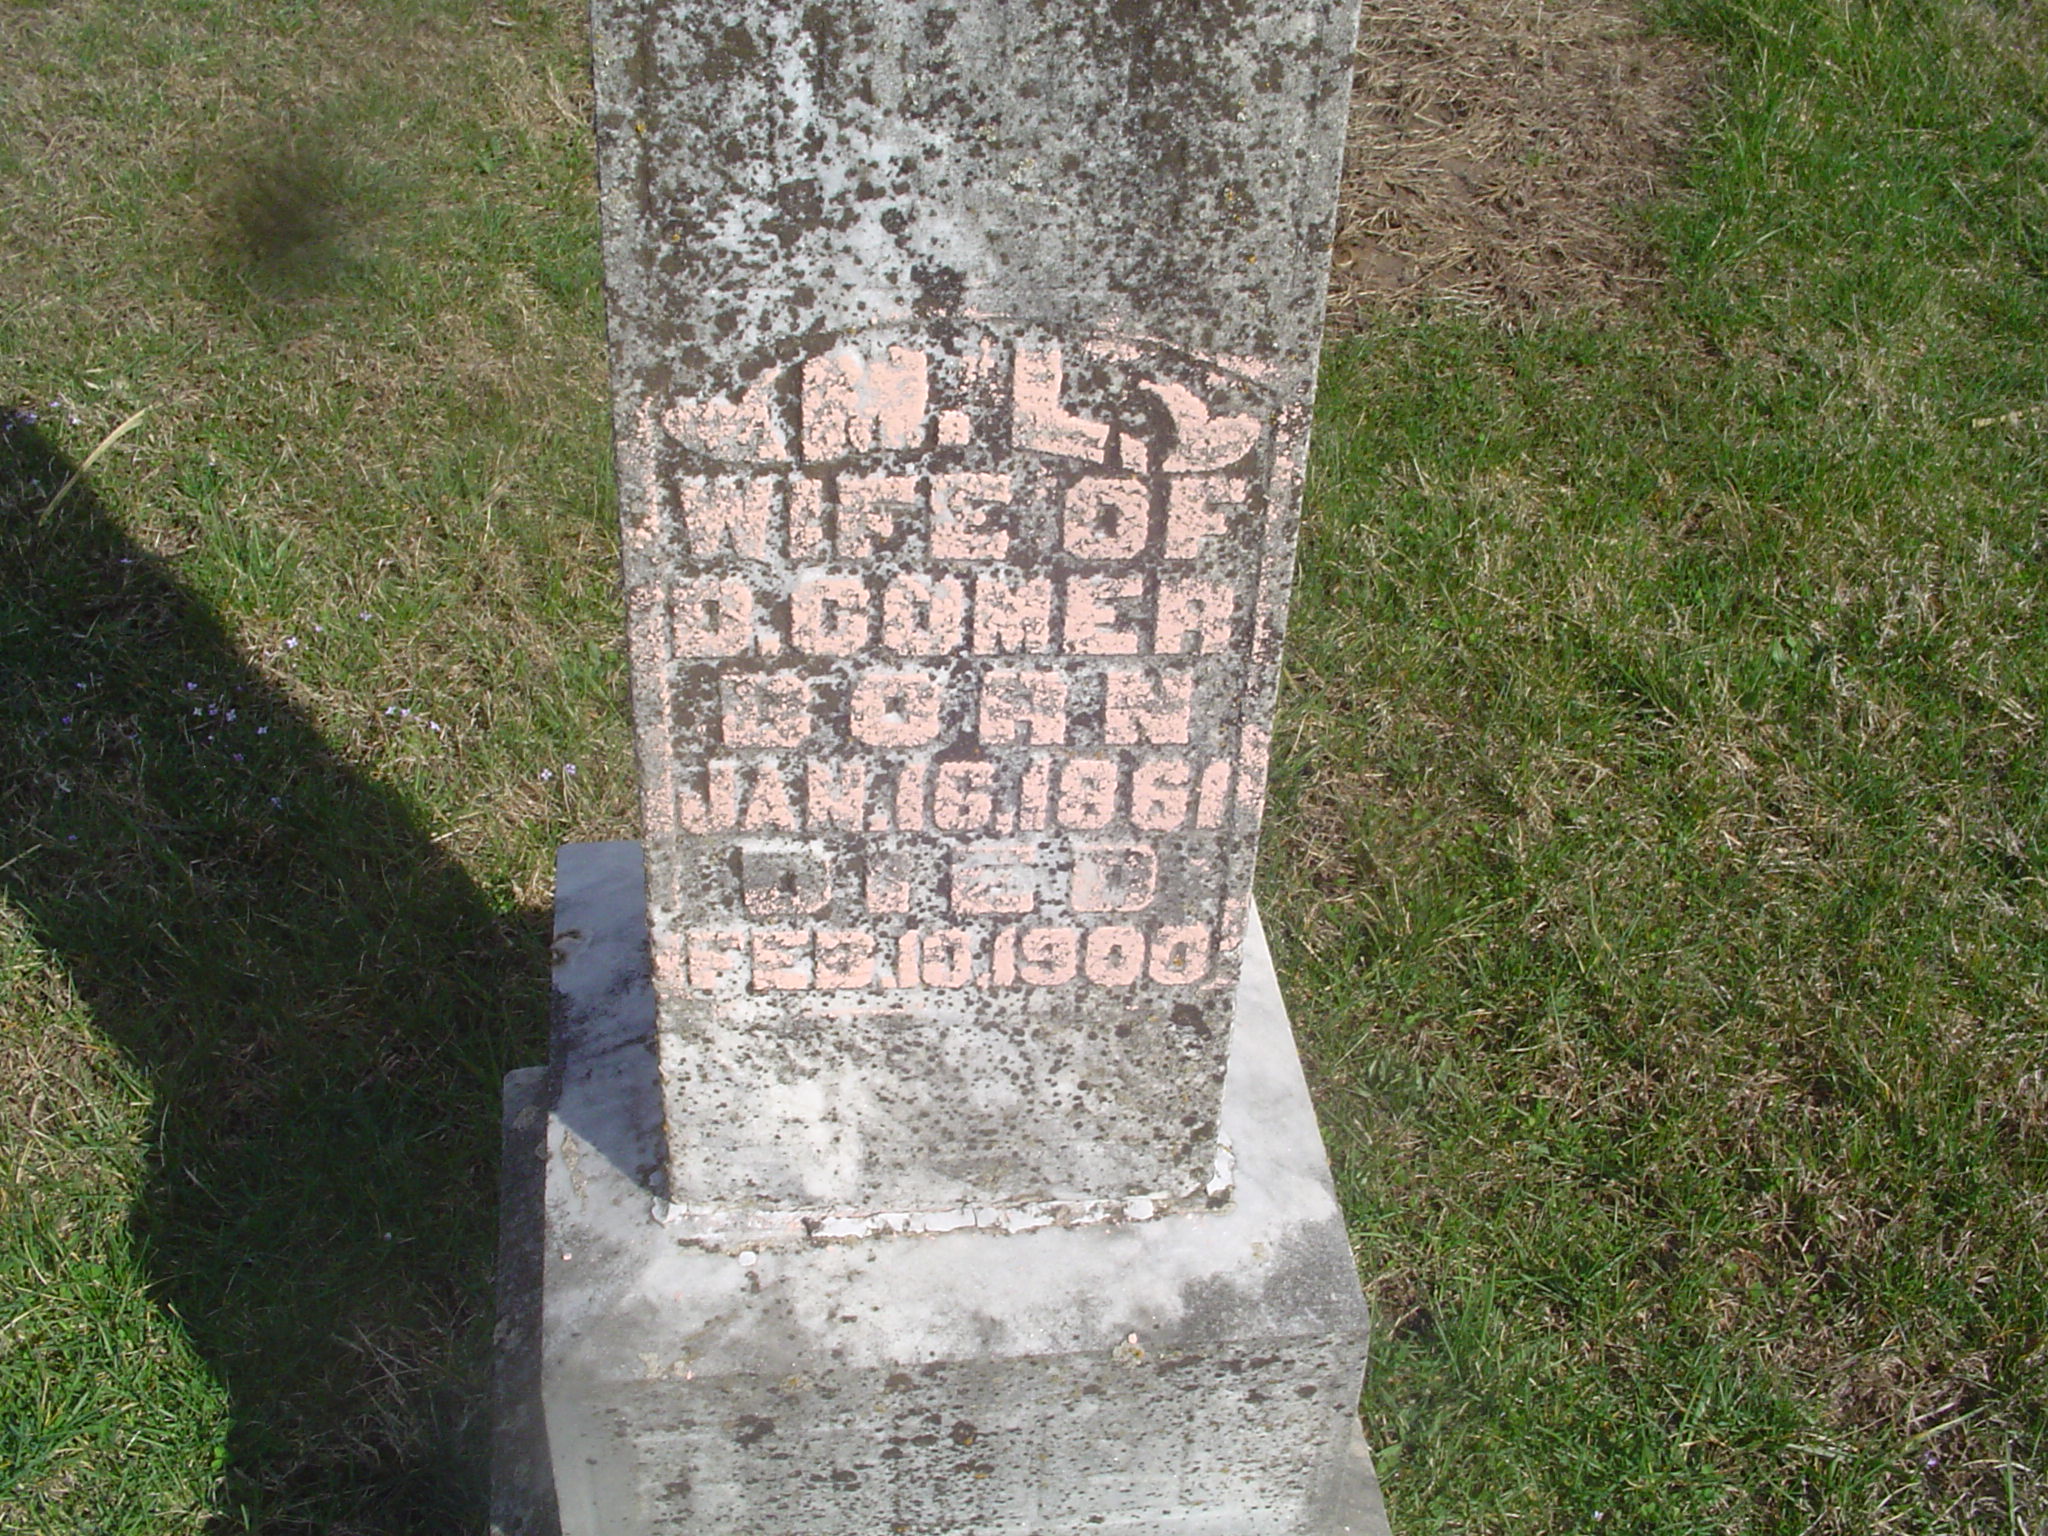 M. L.
WIFE OF
D. COMER
BORN
JAN. 16. 1861
DIED
FEB. 10. 1900